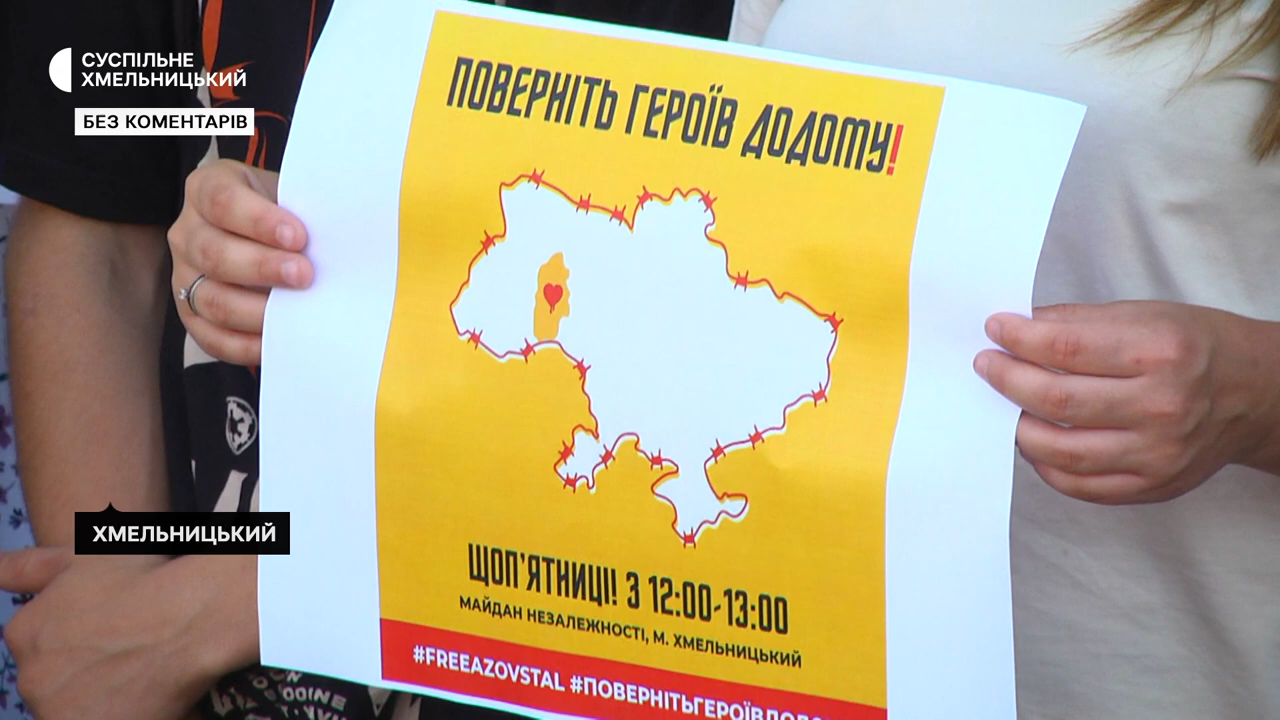 СУСПІЛЬНЕ
ХМЕЛЬНИЦЬКИЙ
БЕЗ КОМЕНТАРІВ
ПОВЕРНІТЬ ГЕРОЇВ ДОДОМУ!
ХМЕЛЬНИЦЬКИЙ
ЩОП'ЯТНИЦІ! З 12:00-13:00
МАЙДАН НЕЗАЛЕЖНОСТІ, М. ХМЕЛЬНИЦЬКИЙ
#FREEAZOVSTAL